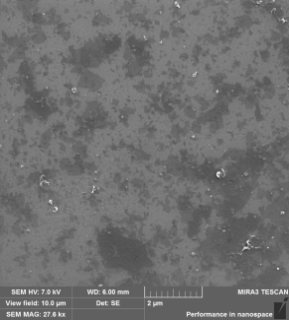 SEM HV: 7.0 kV WD: 6.00 mm MIRA3 TESCAN
View field: 10.0 µm Det: SE 2 µm
SEM MAG: 27.6 kx Performance in nanospace